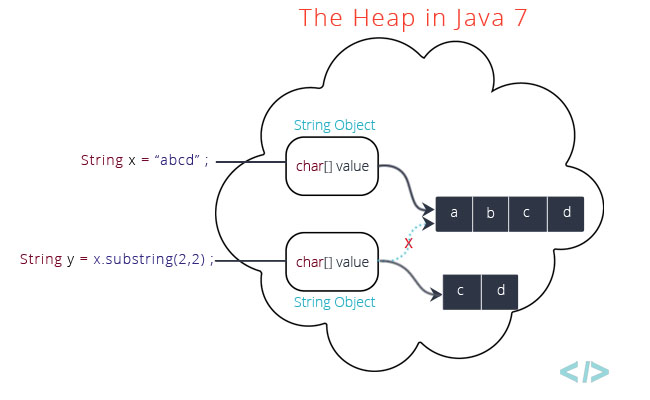 The Heap in Java 7
String Object
String x = “abcd” ;
char[] value
a b c d
x
String y = x.substring(2,2) ;
char[] value
c d
String Object
</>